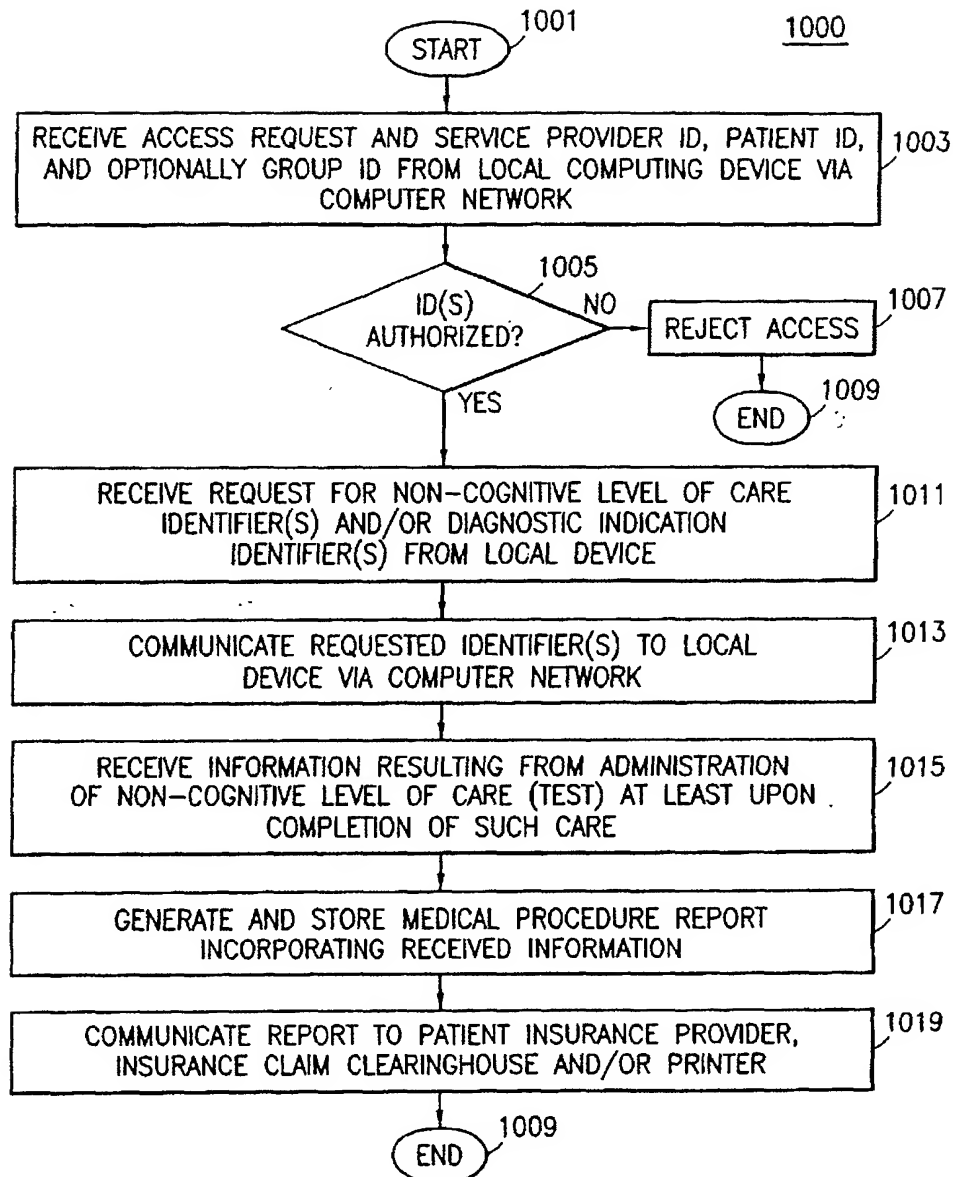 1000
START
1001
RECEIVE ACCESS REQUEST AND SERVICE PROVIDER ID, PATIENT ID,
AND OPTIONALLY GROUP ID FROM LOCAL COMPUTING DEVICE VIA
COMPUTER NETWORK
1003
ID(S)
AUTHORIZED?
1005
NO
REJECT ACCESS
1007
END
1009
YES
RECEIVE REQUEST FOR NON-COGNITIVE LEVEL OF CARE
IDENTIFIER(S) AND/OR DIAGNOSTIC INDICATION
IDENTIFIER(S) FROM LOCAL DEVICE
1011
COMMUNICATE REQUESTED IDENTIFIER(S) TO LOCAL
DEVICE VIA COMPUTER NETWORK
1013
RECEIVE INFORMATION RESULTING FROM ADMINISTRATION
OF NON-COGNITIVE LEVEL OF CARE (TEST) AT LEAST UPON
COMPLETION OF SUCH CARE
1015
GENERATE AND STORE MEDICAL PROCEDURE REPORT
INCORPORATING RECEIVED INFORMATION
1017
COMMUNICATE REPORT TO PATIENT INSURANCE PROVIDER,
INSURANCE CLAIM CLEARINGHOUSE AND/OR PRINTER
1019
END
1009